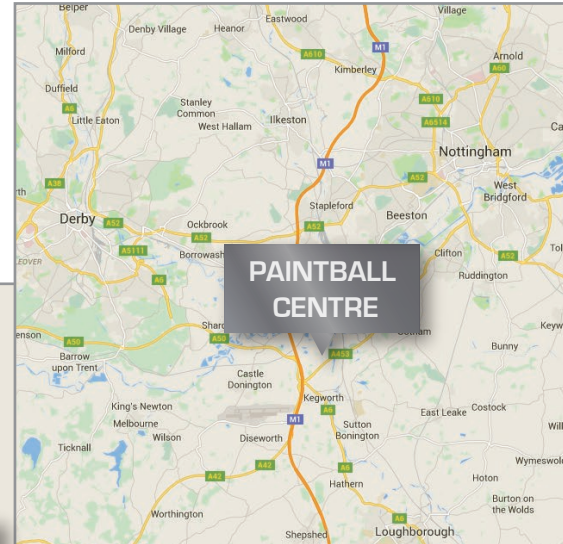 Belper
Denby Village
Heanor
Eastwood
Village
M1
A610
Kimberley
Arnold
A60
Milford
Duffield
A6
Little Eaton
Stanley
Common
West Hallam
Ilkeston
A610
A6514
M1
Nottingham
A38
A52
West
Bridgford
Stapleford
Beeston
Derby
A52
Ockbrook
A52
A52
A5111
Borrowash
Clifton
A52
Ruddington
A6
PAINTBALL
CENTRE
A50
A50
A453
Bunny
Barrow
upon Trent
Castle
Donington
Kegworth
A6
King's Newton
Melbourne
Wilson
M1
Diseworth
Sutton
Bonington
East Leake
Costock
Ticknall
A42
A42
A6
Hathern
Hoton
Burton on
the Wolds
Worthington
A6
Shepshed
Loughborough